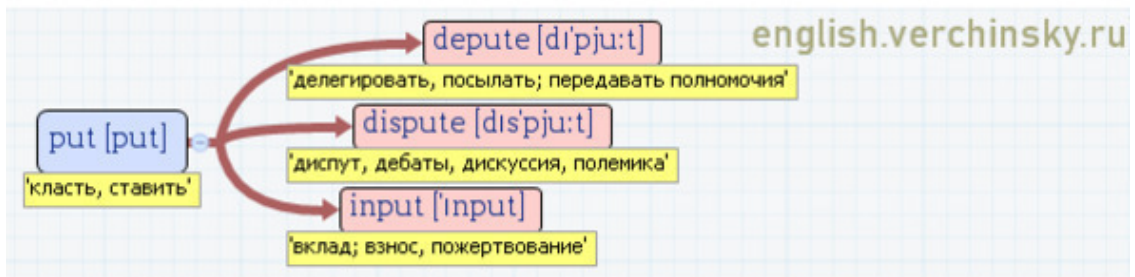 english.verchinsky.ru
depute [dɪ'pju:t]
'делегировать, посылать; передавать полномочия'
put [put]
'класть, ставить'
dispute [dɪs'pju:t]
'диспут, дебаты, дискуссия, полемика'
input ['ɪnput]
'вклад; взнос, пожертвование'